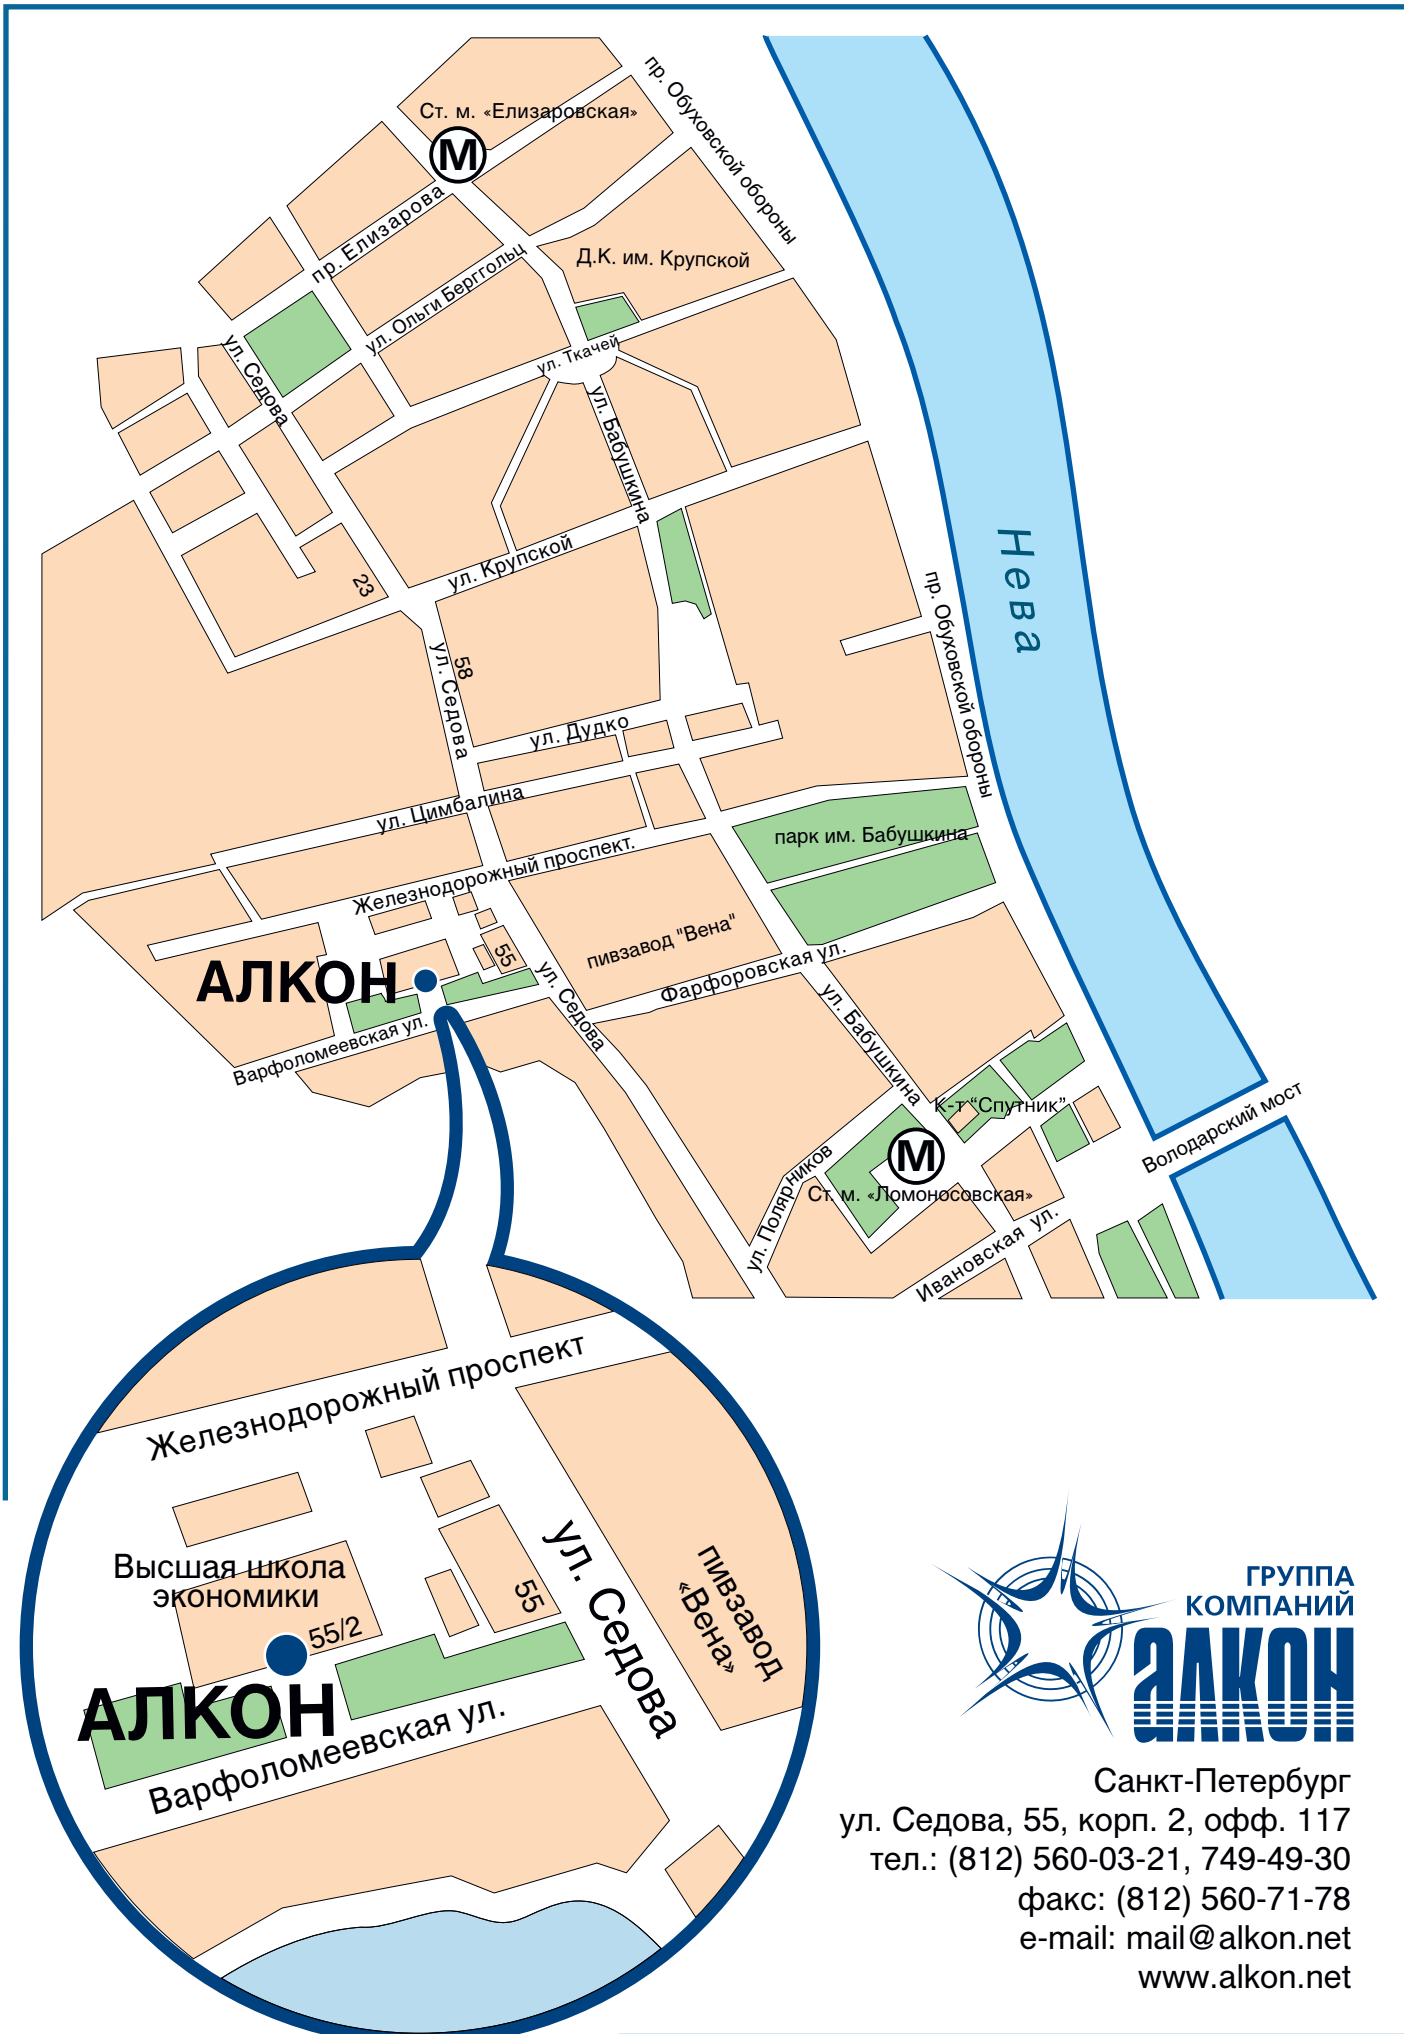 пр. Обуховской обороны
Ст. м. «Елизаровская»
М
пр. Елизарова
Д.К. им. Крупской
ул. Ольги Берггольц
ул. Седова
ул. Ткачей
ул. Бабушкина
Нева
ул. Крупской
23
пр. Обуховской обороны
ул. Седова
58
ул. Дудко
ул. Цимбалина
парк им. Бабушкина
Железнодорожный проспект.
пивзавод "Вена"
55
АЛКОН
ул. Седова
Фарфоровская ул.
ул. Бабушкина
Варфоломеевская ул.
К-т “Спутник”
Володарский мост
М
Ст. м. «Ломоносовская»
ул. Полярников
Ивановская ул.
Железнодорожный проспект
Высшая школа
экономики
55/2
55
ул. Седова
пивзавод
«Вена»
АЛКОН
Варфоломеевская ул.
ГРУППА
КОМПАНИЙ
АЛКОН
Санкт-Петербург
ул. Седова, 55, корп. 2, офф. 117
тел.: (812) 560-03-21, 749-49-30
факс: (812) 560-71-78
e-mail: mail@alkon.net
www.alkon.net